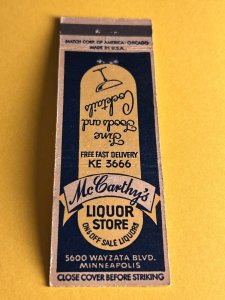 MATCH CORP. OF AMERICA, CHICAGO
MADE IN U.S.A.
Fine
Foods and
Cocktails
FREE FAST DELIVERY
KE 3666
McCarthy's
LIQUOR
STORE
ON & OFF SALE LIQUORS
5600 WAYZATA BLVD.
MINNEAPOLIS
CLOSE COVER BEFORE STRIKING